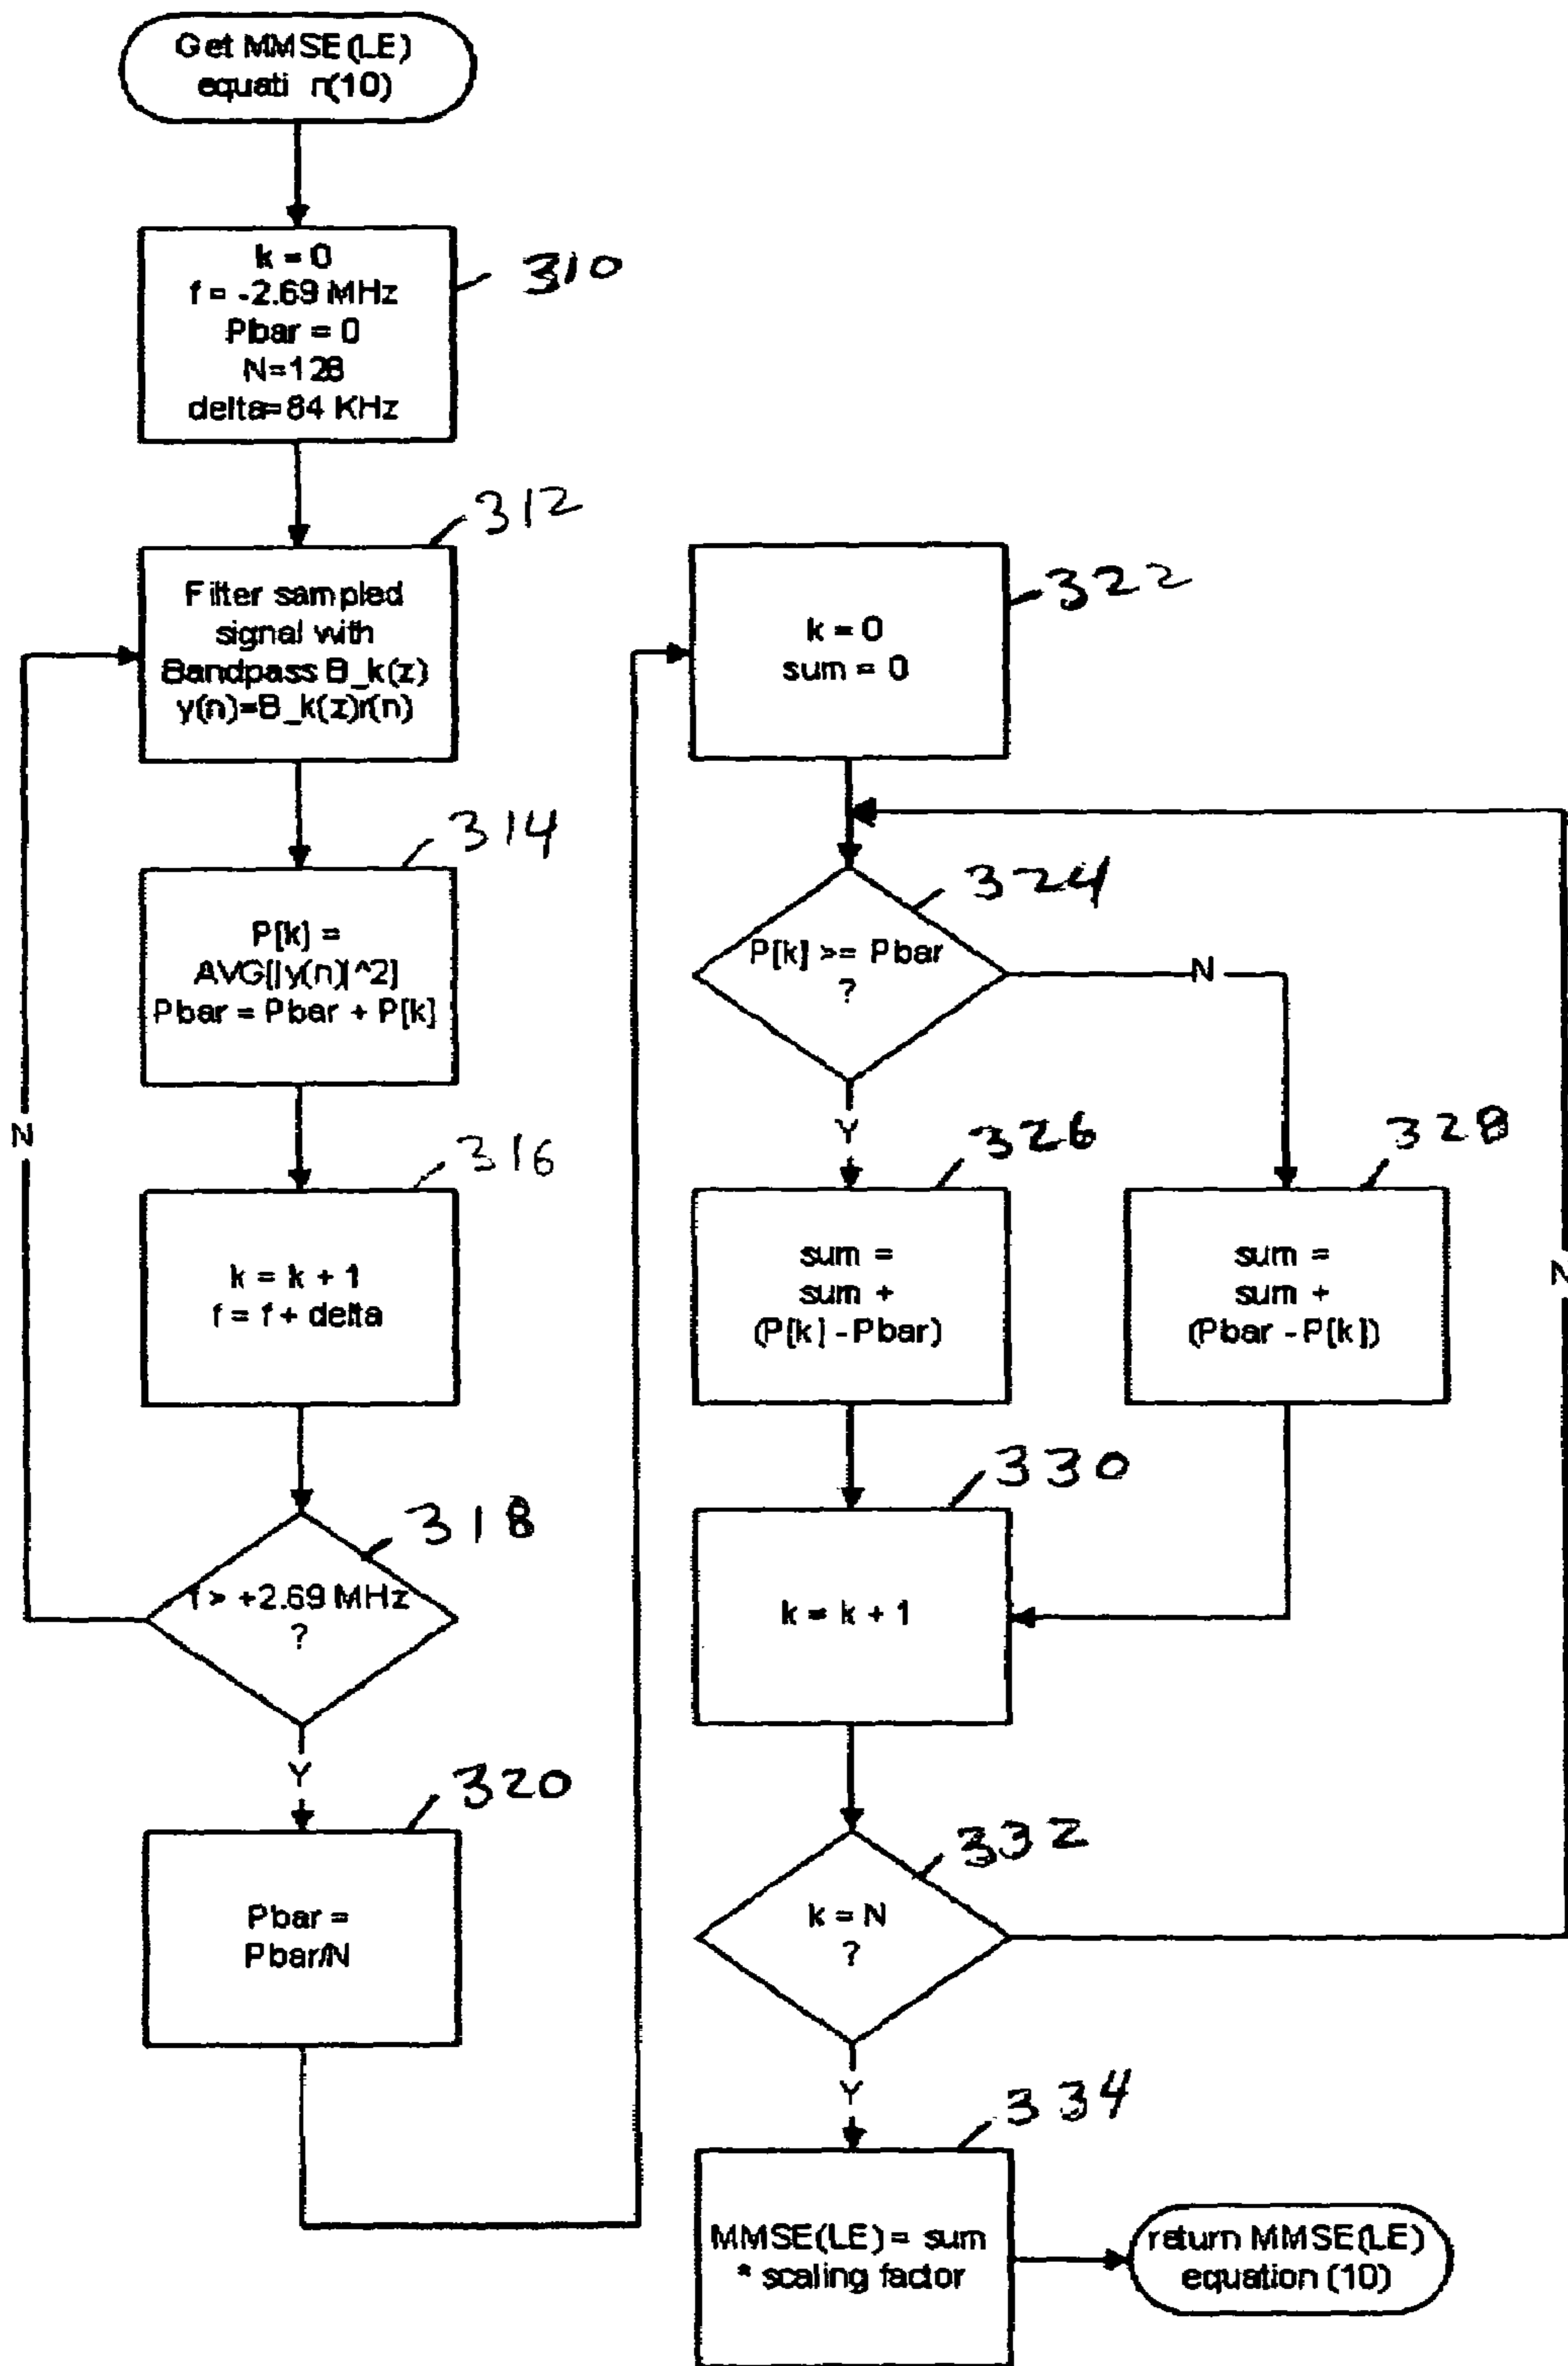 Get MMSE(LE)
equati n(10)
k = 0
f = -2.69 MHz
Pbar = 0
N=128
delta=84 KHz
310
312
Filter sampled
signal with
Bandpass B_k(z)
y(n)=B_k(z)r(n)
314
P[k] =
AVG[|y(n)|^2]
Pbar = Pbar + P[k]
316
k = k + 1
f = f + delta
318
f > +2.69 MHz
?
N
Y
320
Pbar =
Pbar/N
322
k = 0
sum = 0
324
P[k] >= Pbar
?
N
Y
326
sum =
sum +
(P[k] - Pbar)
328
sum =
sum +
(Pbar - P[k])
330
k = k + 1
332
k = N
?
N
Y
334
MMSE(LE) = sum
* scaling factor
return MMSE(LE)
equation (10)